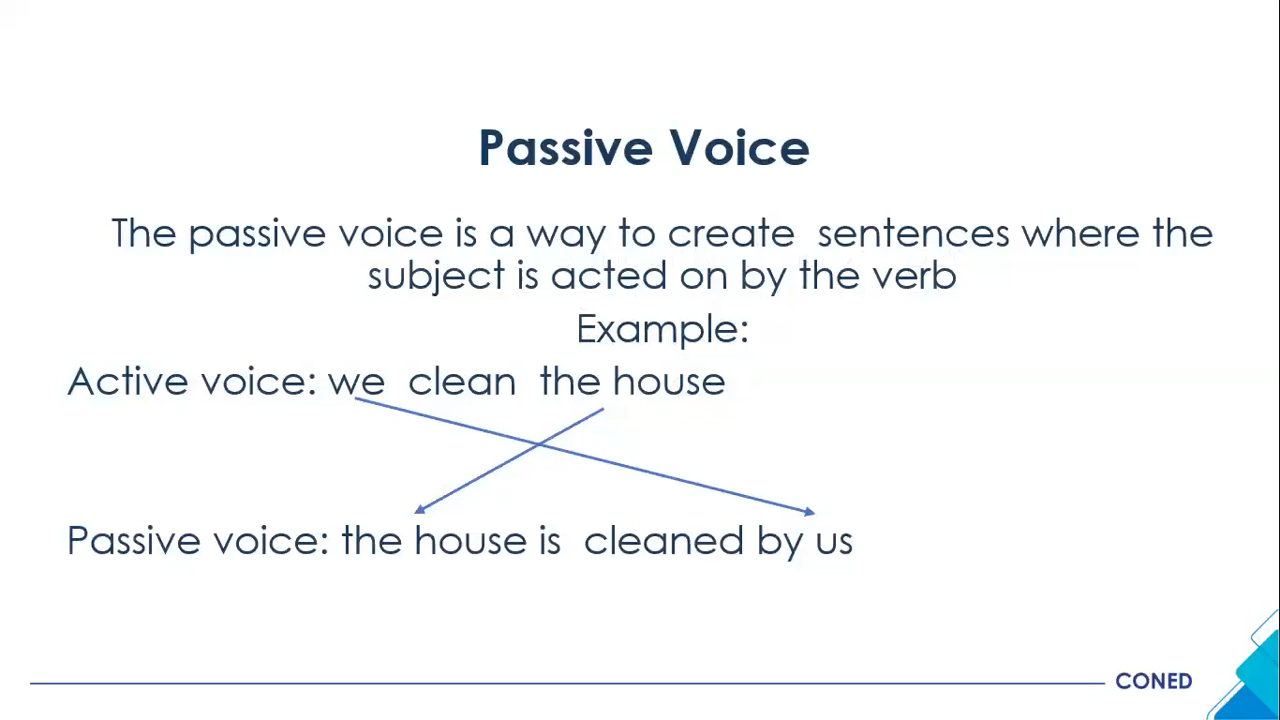 Passive Voice
The passive voice is a way to create sentences where the
subject is acted on by the verb
Example:
Active voice: we clean the house
Passive voice: the house is cleaned by us
CONED